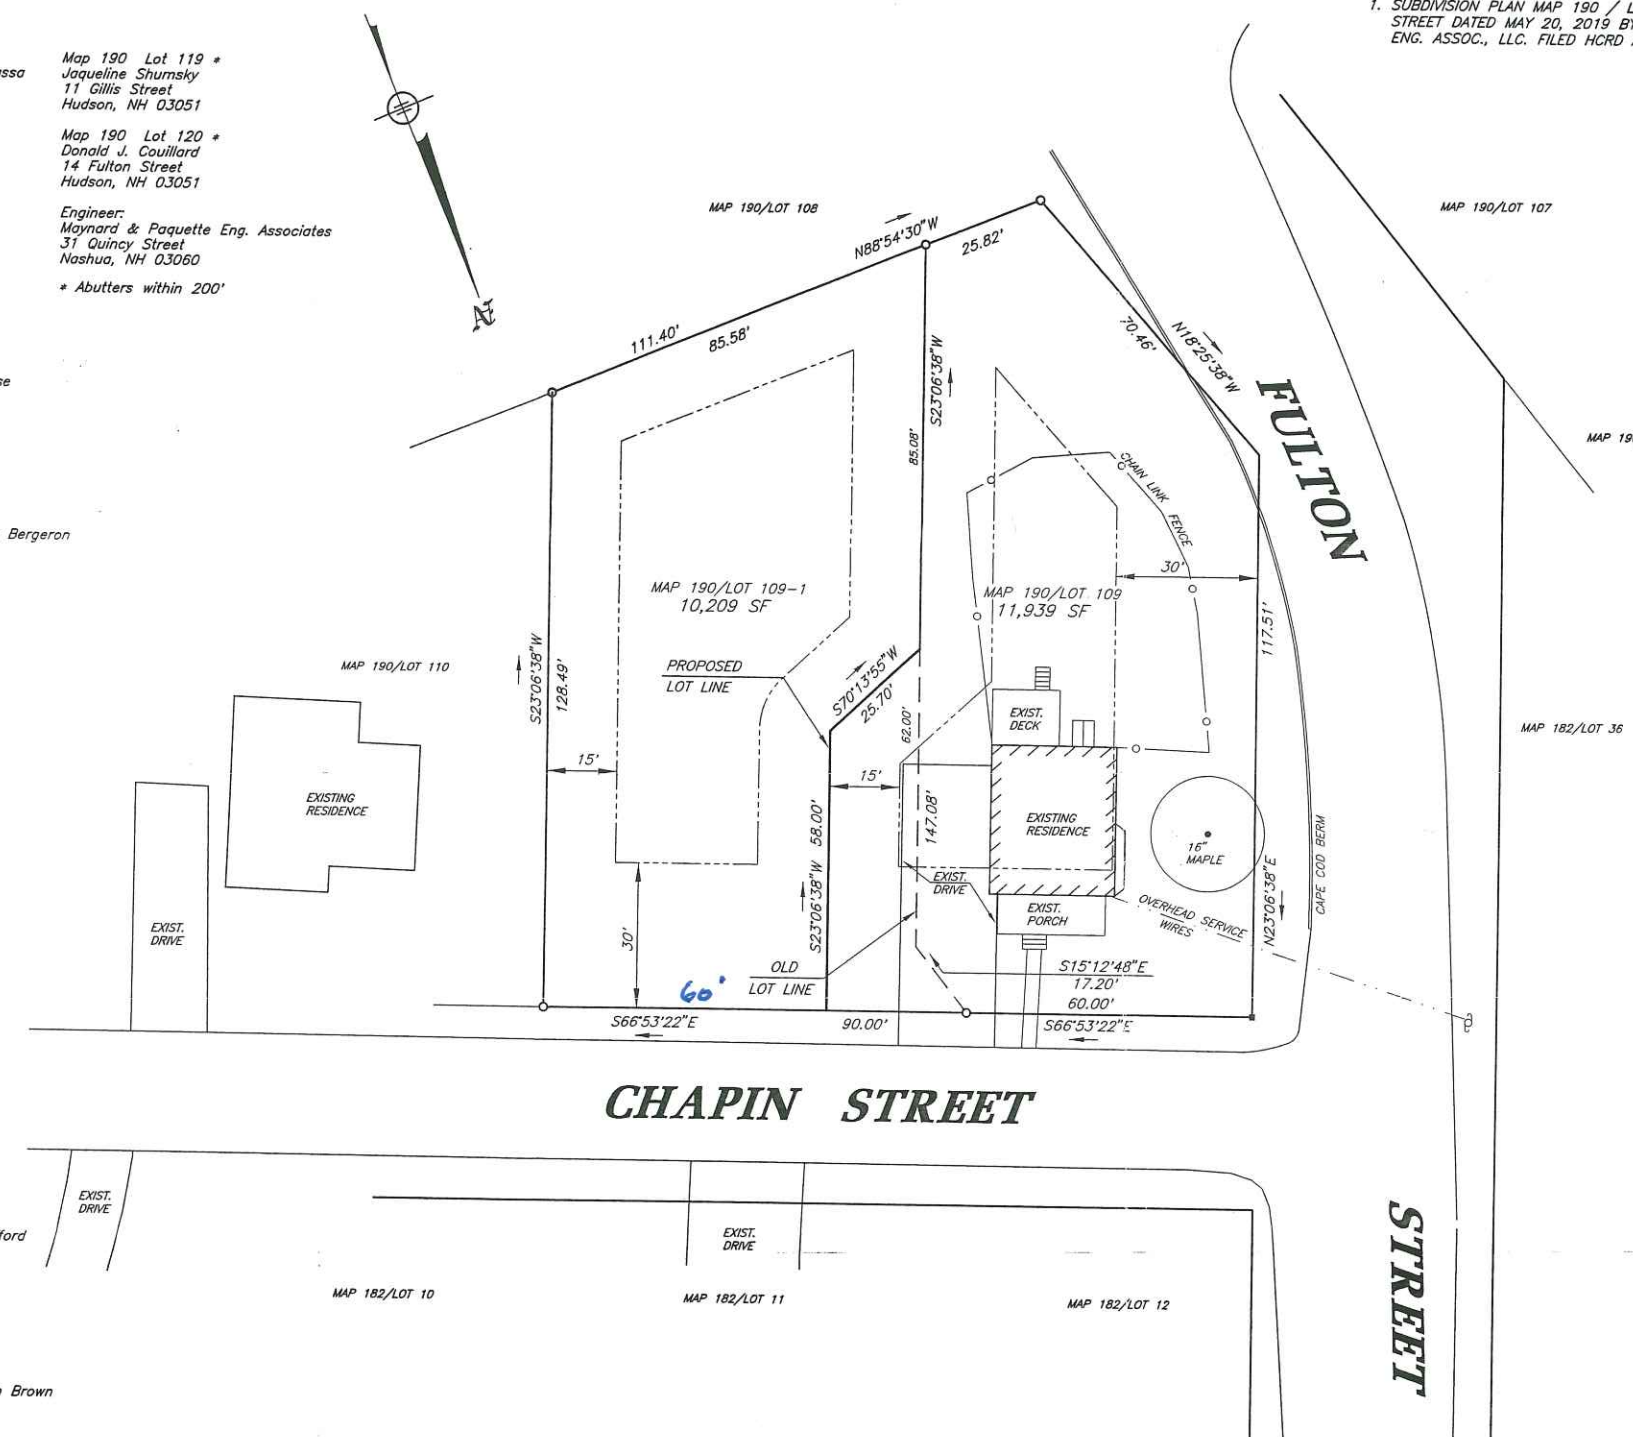 1. SUBDIVISION PLAN MAP 190 / L
STREET DATED MAY 20, 2019 BY
ENG. ASSOC., LLC. FILED HCRD
Map 190 Lot 119 *
Jaqueline Shumsky
11 Gillis Street
Hudson, NH 03051
Map 190 Lot 120 *
Donald J. Couillard
14 Fulton Street
Hudson, NH 03051
Engineer:
Maynard & Paquette Eng. Associates
31 Quincy Street
Nashua, NH 03060
* Abutters within 200'
ssa
se
Bergeron
ford
Brown
N
MAP 190/LOT 108
MAP 190/LOT 107
N88°54'30"W
25.82'
111.40'
85.58'
70.46'
N18°25'38"W
S23°06'38"W
85.08'
FULTON
MAP 19
CHAIN LINK FENCE
30'
MAP 190/LOT 109-1
10,209 SF
MAP 190/LOT 109
11,939 SF
117.51'
S23°06'38"W
128.49'
MAP 190/LOT 110
PROPOSED
LOT LINE
S70°13'55"W
25.70'
62.00'
EXIST.
DECK
MAP 182/LOT 36
15'
15'
EXISTING
RESIDENCE
S23°06'38"W 58.00'
147.08'
EXISTING
RESIDENCE
16"
MAPLE
CAPE COD BERM
EXIST.
DRIVE
EXIST.
DRIVE
EXIST.
PORCH
OVERHEAD SERVICE
WIRES
N23°06'38"E
30'
OLD
LOT LINE
S15°12'48"E
17.20'
60'
60.00'
S66°53'22"E
90.00'
S66°53'22"E
CHAPIN STREET
EXIST.
DRIVE
EXIST.
DRIVE
STREET
MAP 182/LOT 10
MAP 182/LOT 11
MAP 182/LOT 12